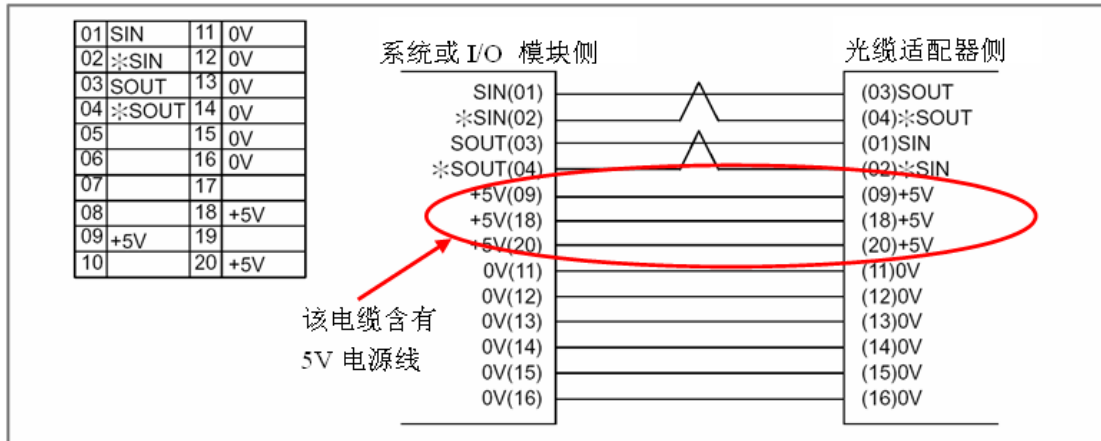 01 SIN 11 0V
02 ※SIN 12 0V
03 SOUT 13 0V
04 ※SOUT 14 0V
05 15 0V
06 16 0V
07 17
08 18 +5V
09 +5V 19
10 20 +5V
系统或 I/O 模块侧 光缆适配器侧
SIN(01) (03)SOUT
※SIN(02) (04)※SOUT
SOUT(03) (01)SIN
※SOUT(04) (02)※SIN
+5V(09) (09)+5V
+5V(18) (18)+5V
+5V(20) (20)+5V
0V(11) (11)0V
0V(12) (12)0V
0V(13) (13)0V
0V(14) (14)0V
0V(15) (15)0V
0V(16) (16)0V
该电缆含有
5V 电源线